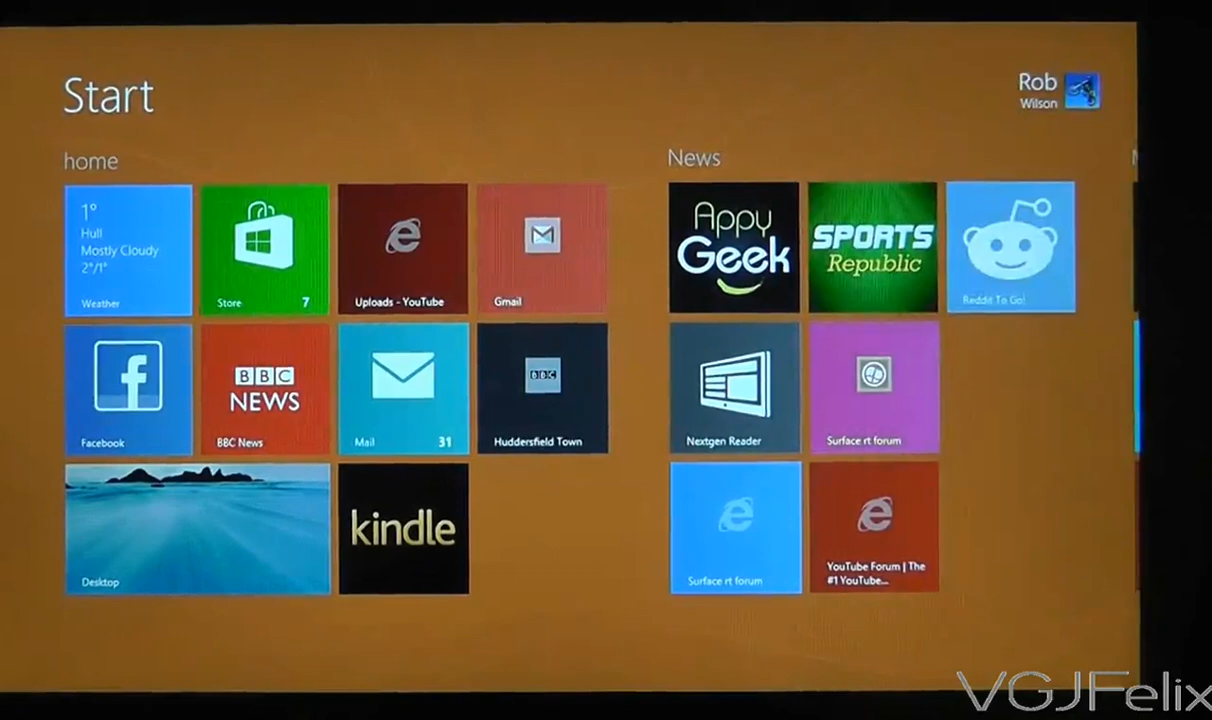 Start
Rob
Wilson
home
News
1°
Hull
Mostly Cloudy
2°/1°
Weather
Store 7
Uploads - YouTube
Gmail
Appy
Geek
SPORTS
Republic
Reddit To Go!
Facebook
BBC
NEWS
BBC News
Mail 31
BBC
Huddersfield Town
Nextgen Reader
Surface rt forum
Desktop
kindle
Surface rt forum
YouTube Forum | The
#1 YouTube...
VGJFelix